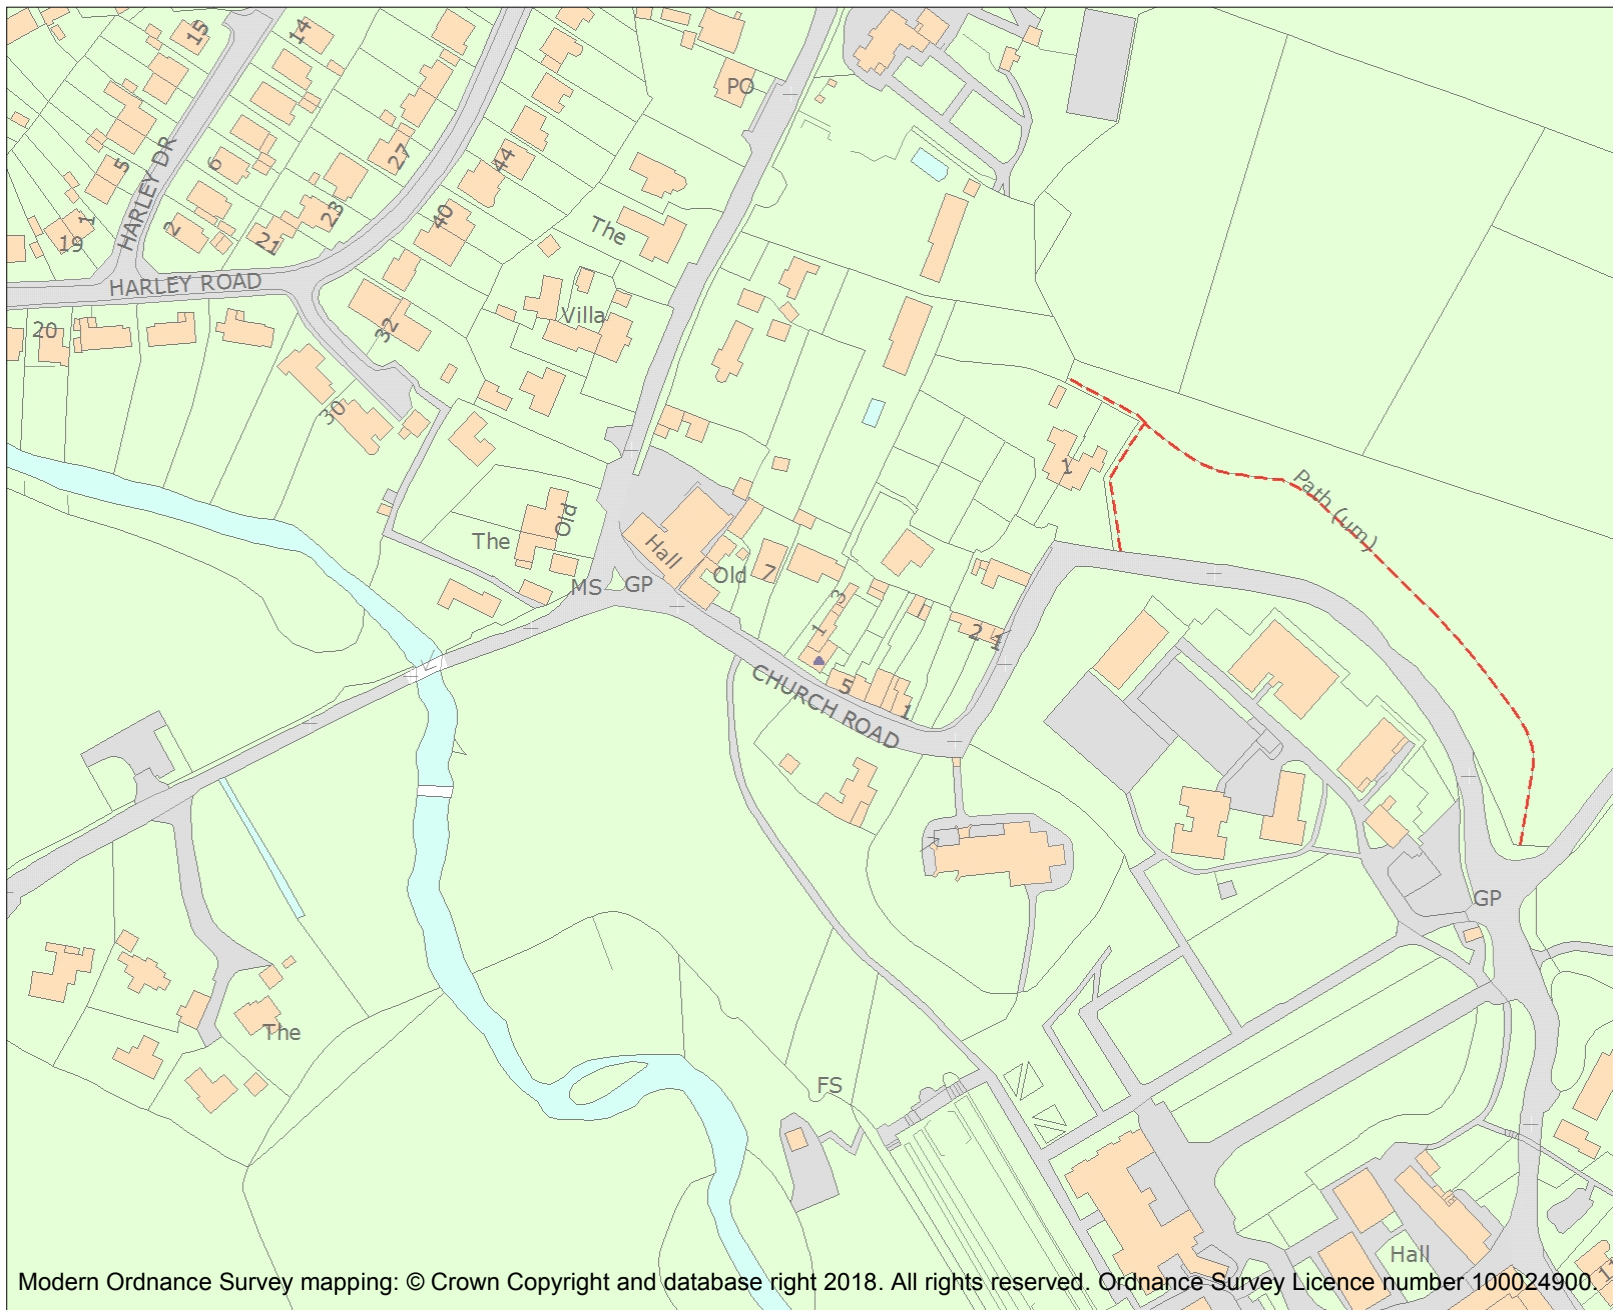 15
14
PO
5
27
44
HARLEY DR
6
1
2
23
40
19
21
The
HARLEY ROAD
20
32
Villa
30
1
Path (um)
Old
The
Hall
Old
7
MS
GP
3
1
2
4
5
1
CHURCH ROAD
GP
The
FS
Hall
Modern Ordnance Survey mapping: © Crown Copyright and database right 2018. All rights reserved. Ordnance Survey Licence number 100024900.